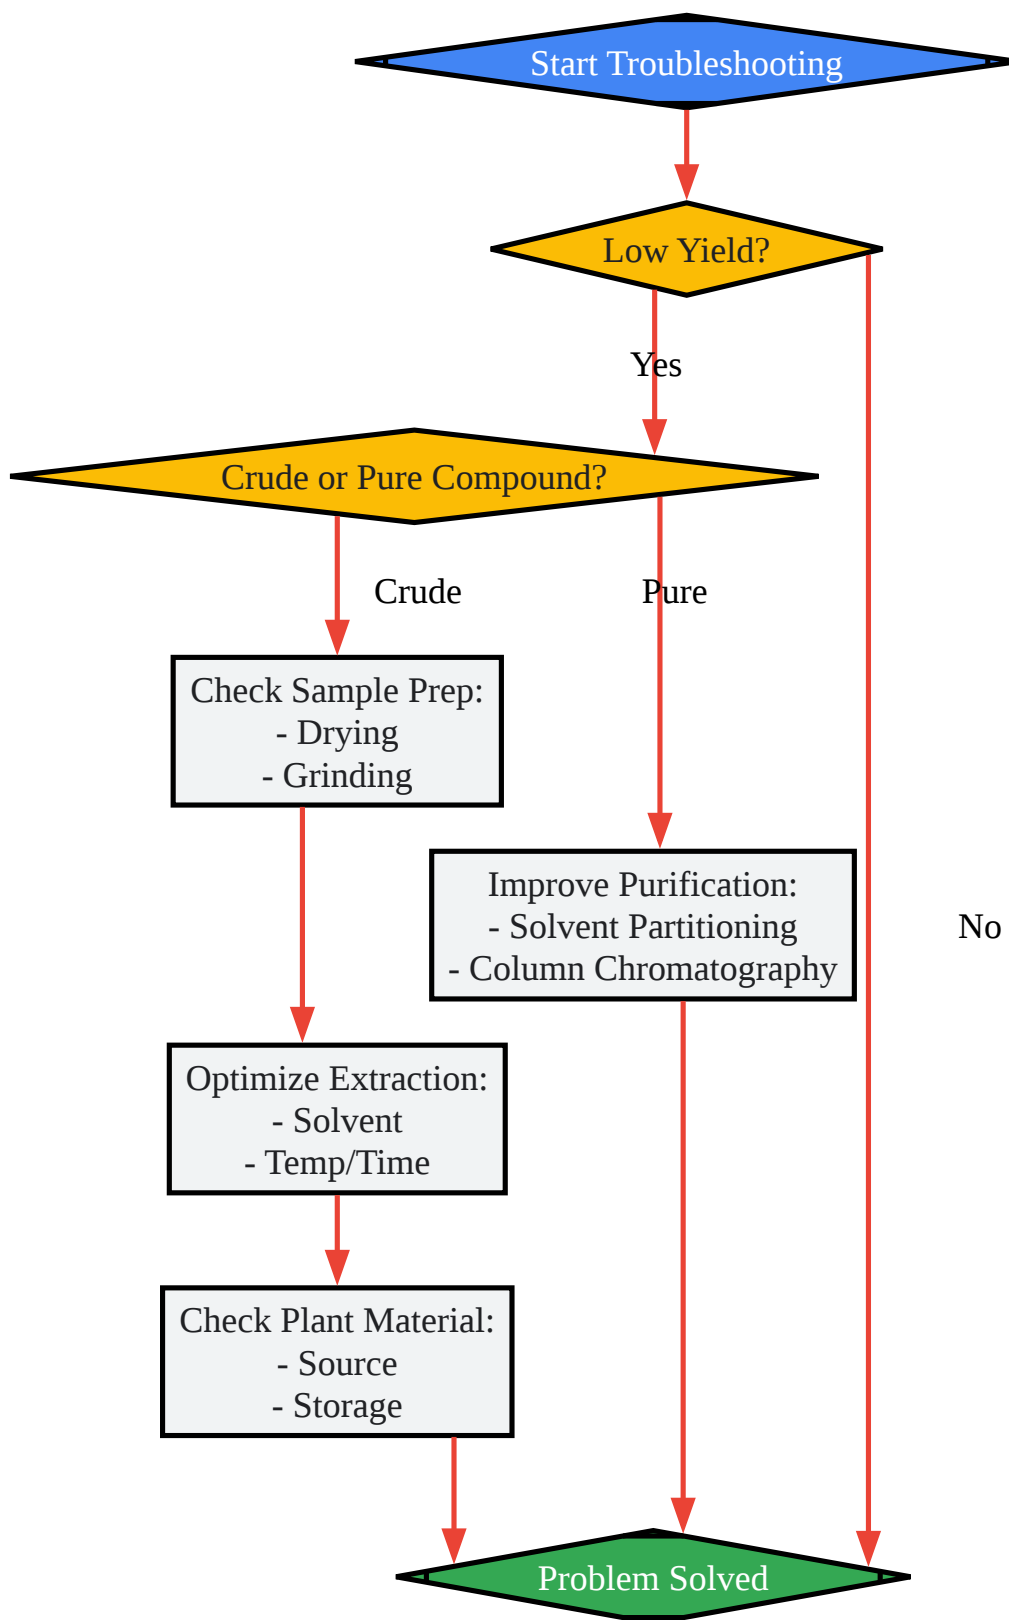 Start Troubleshooting
Low Yield?
Yes
Crude or Pure Compound?
Crude
Pure
Check Sample Prep:
- Drying
- Grinding
Improve Purification:
- Solvent Partitioning
- Column Chromatography
No
Optimize Extraction:
- Solvent
- Temp/Time
Check Plant Material:
- Source
- Storage
Problem Solved